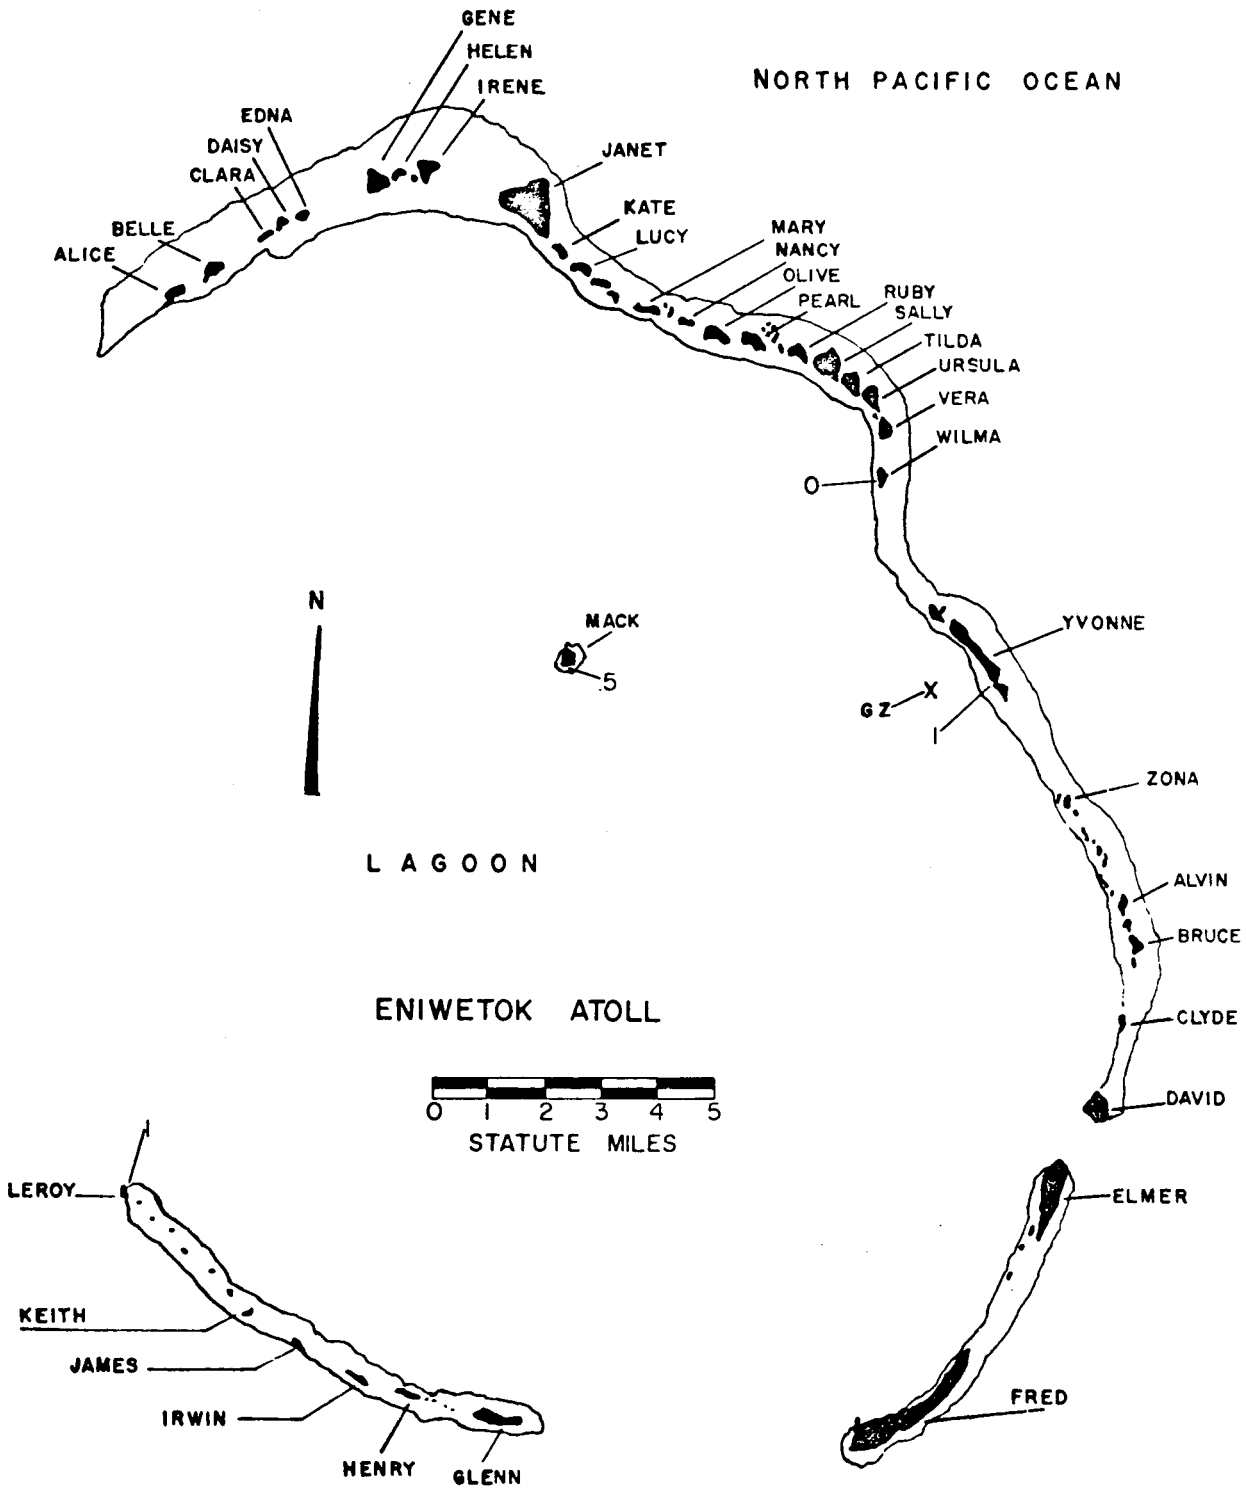 GENE
HELEN
NORTH PACIFIC OCEAN
IRENE
EDNA
DAISY
JANET
CLARA
KATE
BELLE
MARY
LUCY
NANCY
ALICE
OLIVE
RUBY
PEARL
SALLY
TILDA
URSULA
VERA
WILMA
O
N
MACK
YVONNE
.5
X
GZ
1
ZONA
LAGOON
ALVIN
BRUCE
ENIWETOK ATOLL
CLYDE
DAVID
0 1 2 3 4 5
STATUTE MILES
1
LEROY
ELMER
KEITH
JAMES
FRED
IRWIN
HENRY
GLENN